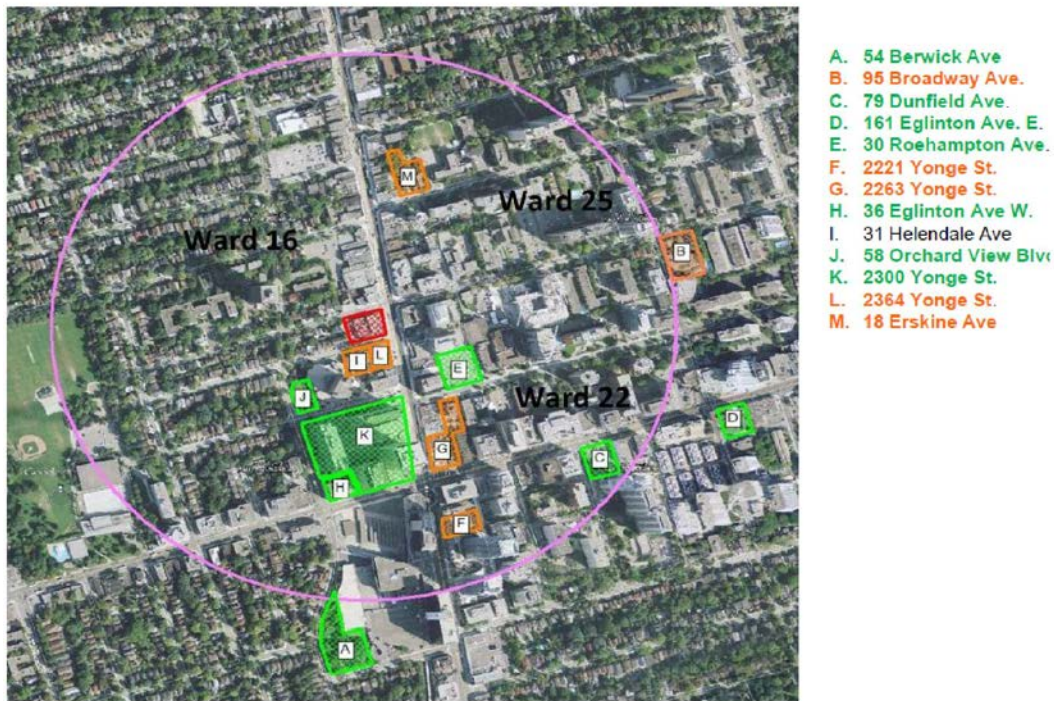 A. 54 Berwick Ave
B. 95 Broadway Ave.
C. 79 Dunfield Ave.
D. 161 Eglinton Ave. E.
E. 30 Roehampton Ave.
F. 2221 Yonge St.
G. 2263 Yonge St.
H. 36 Eglinton Ave W.
I. 31 Helendale Ave
J. 58 Orchard View Blvd
K. 2300 Yonge St.
L. 2364 Yonge St.
M. 18 Erskine Ave
M
Ward 25
Ward 16
B
I L
E
J
Ward 22
D
K
G
C
H
F
A